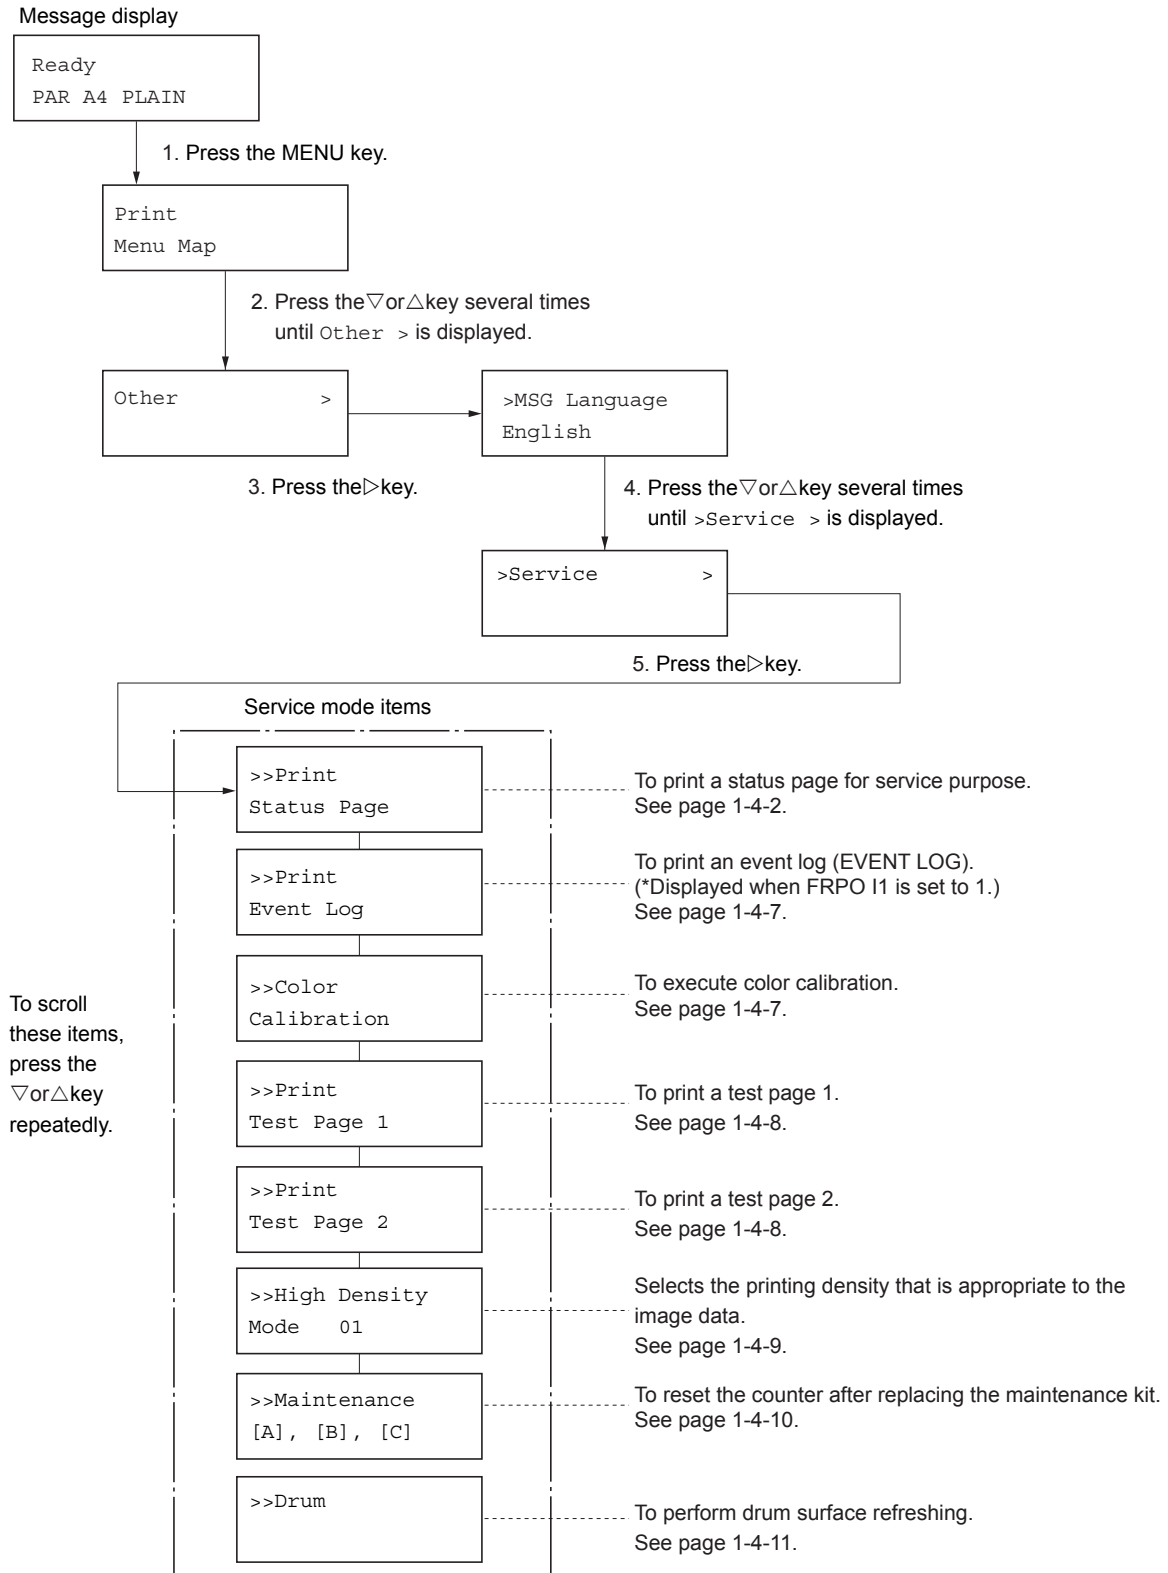 Message display
Ready
PAR A4 PLAIN
1. Press the MENU key.
Print
Menu Map
2. Press the▽or△key several times
until Other > is displayed.
Other >
>MSG Language
English
3. Press the▷key.
4. Press the▽or△key several times
until >Service > is displayed.
>Service >
5. Press the▷key.
Service mode items
>>Print
Status Page
To print a status page for service purpose.
See page 1-4-2.
>>Print
Event Log
To print an event log (EVENT LOG).
(*Displayed when FRPO I1 is set to 1.)
See page 1-4-7.
>>Color
Calibration
To execute color calibration.
See page 1-4-7.
To scroll
these items,
press the
▽or△key
repeatedly.
>>Print
Test Page 1
To print a test page 1.
See page 1-4-8.
>>Print
Test Page 2
To print a test page 2.
See page 1-4-8.
>>High Density
Mode 01
Selects the printing density that is appropriate to the
image data.
See page 1-4-9.
>>Maintenance
[A], [B], [C]
To reset the counter after replacing the maintenance kit.
See page 1-4-10.
>>Drum
To perform drum surface refreshing.
See page 1-4-11.